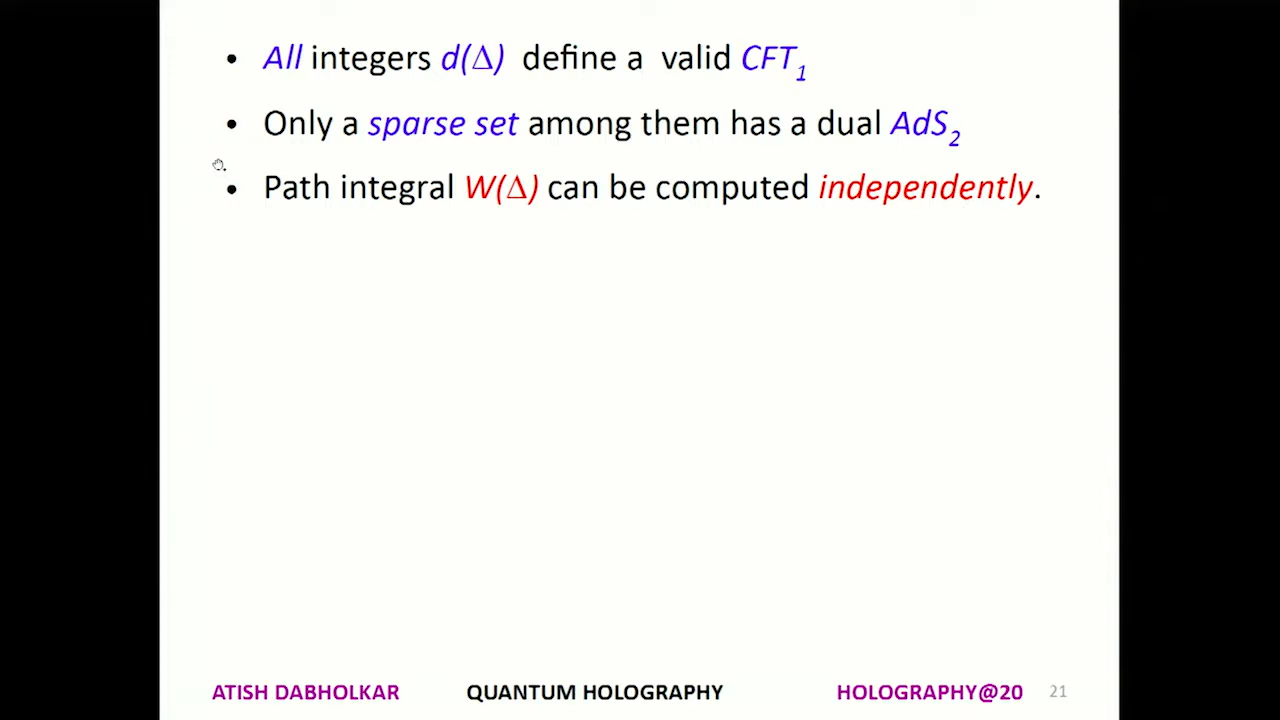 • All integers d(Δ) define a valid CFT₁
• Only a sparse set among them has a dual AdS₂
• Path integral W(Δ) can be computed independently.
ATISH DABHOLKAR QUANTUM HOLOGRAPHY HOLOGRAPHY@20 21